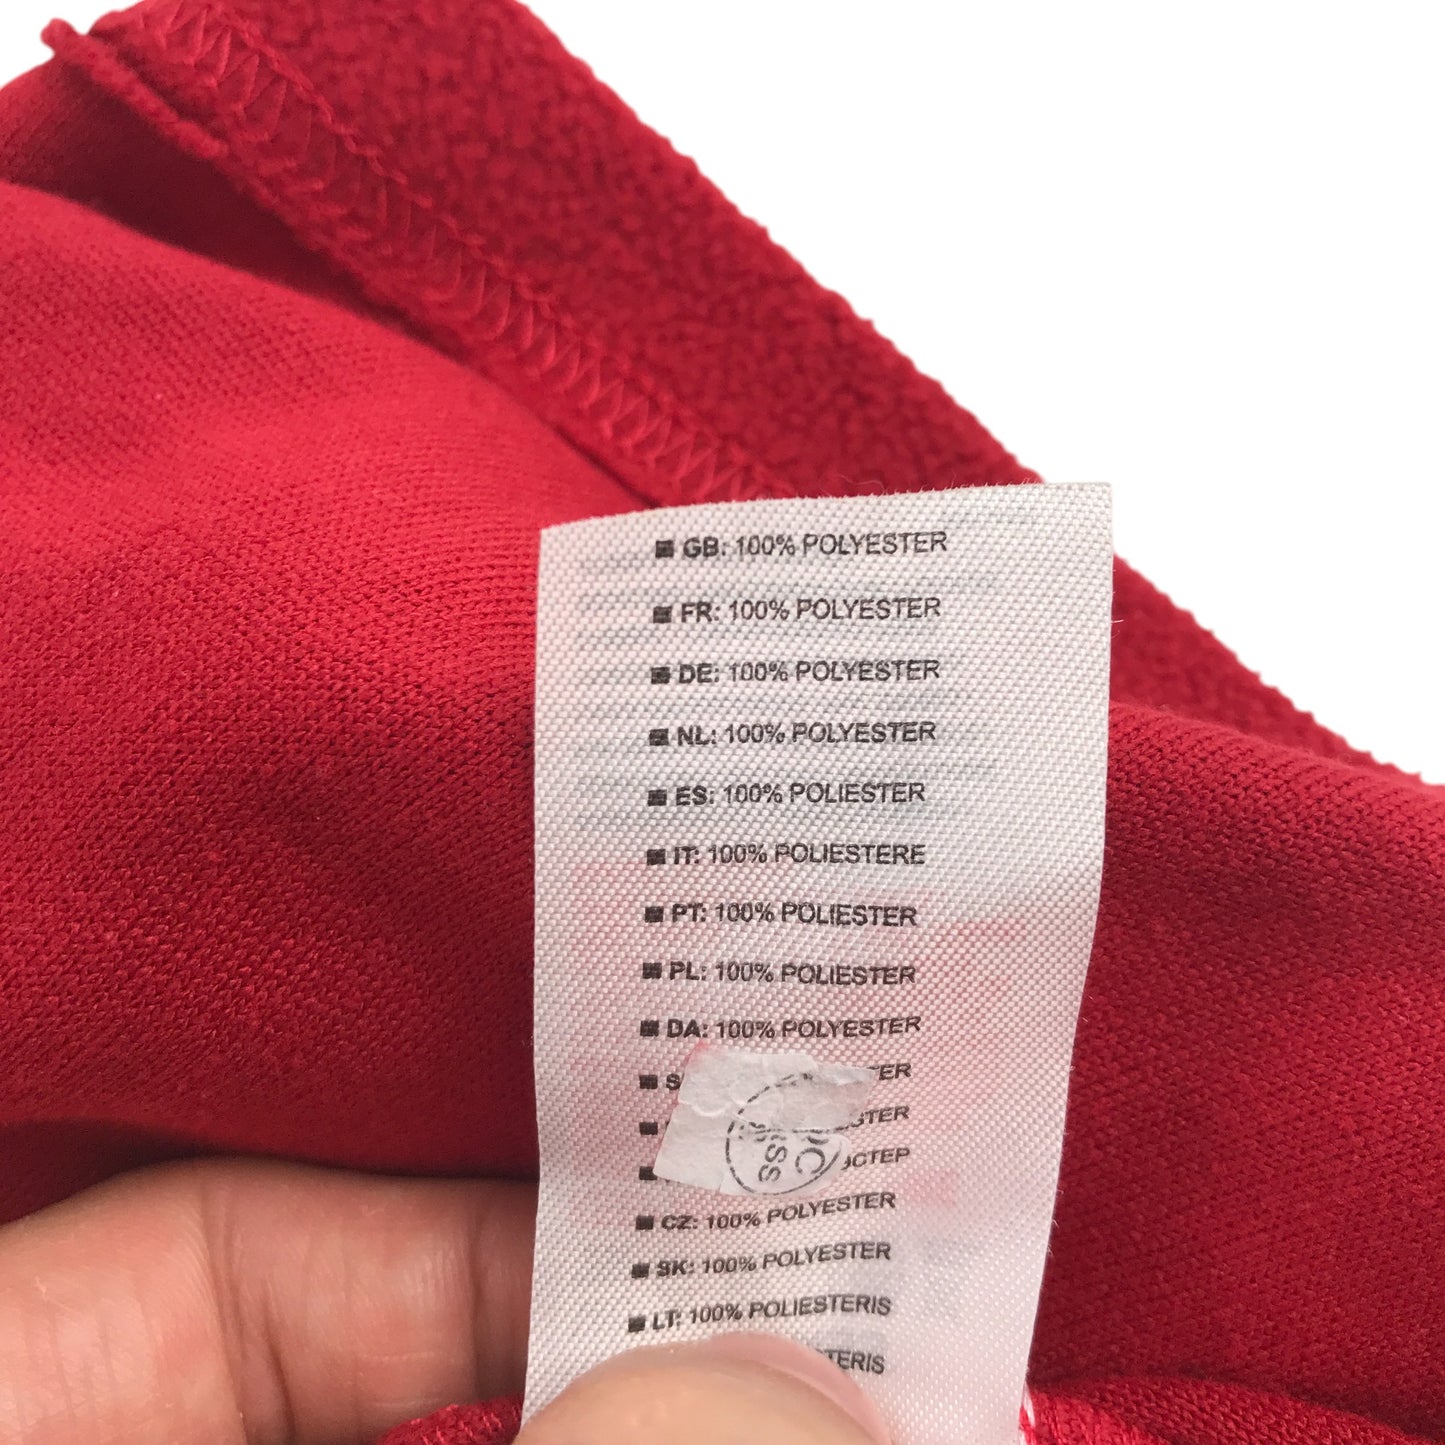 GB: 100% POLYESTER
FR: 100% POLYESTER
DE: 100% POLYESTER
NL: 100% POLYESTER
ES: 100% POLIESTER
IT: 100% POLIESTERE
PT: 100% POLIESTER
PL: 100% POLIESTER
DA: 100% POLYESTER
CZ: 100% POLYESTER
SK: 100% POLYESTER
LT: 100% POLIESTERIS